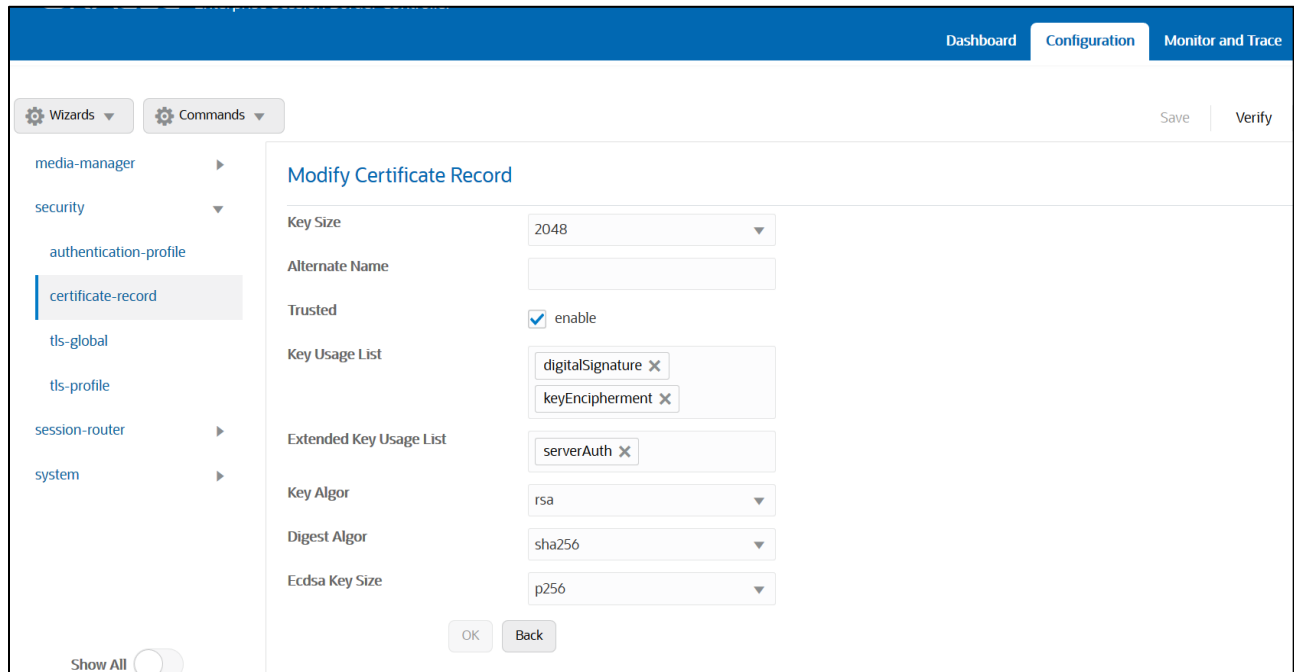 Dashboard Configuration Monitor and Trace
Wizards Commands Save Verify
media-manager
security
authentication-profile
certificate-record
tls-global
tls-profile
session-router
system
Show All
Modify Certificate Record
Key Size 2048
Alternate Name
Trusted enable
Key Usage List digitalSignature
keyEncipherment
Extended Key Usage List serverAuth
Key Algor rsa
Digest Algor sha256
Ecdsa Key Size p256
OK Back